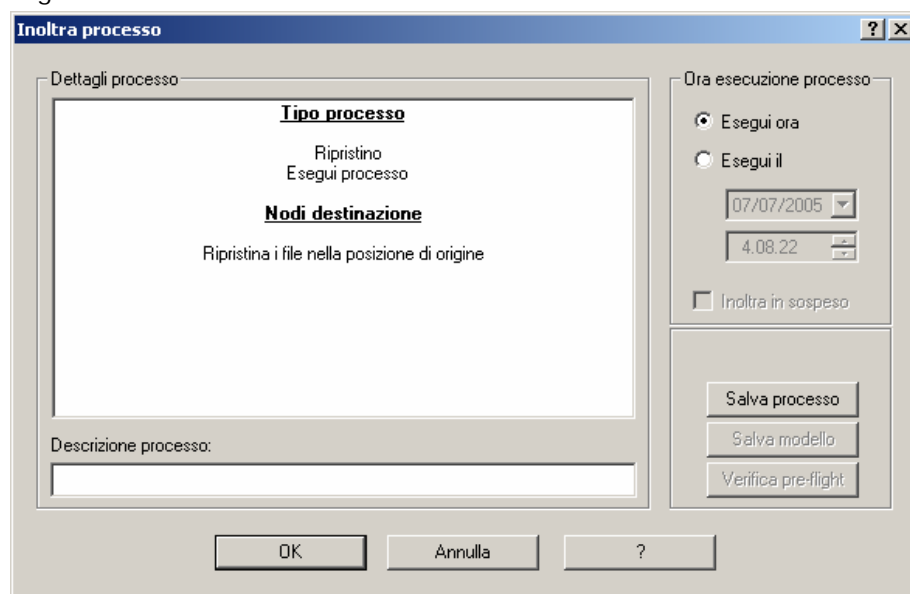 Inoltra processo
Dettagli processo
Tipo processo
Ripristino
Esegui processo
Nodi destinazione
Ripristina i file nella posizione di origine
Descrizione processo:
Ora esecuzione processo
Esegui ora
Esegui il
07/07/2005
4.08.22
Inoltra in sospeso
Salva processo
Salva modello
Verifica pre-flight
OK
Annulla
?